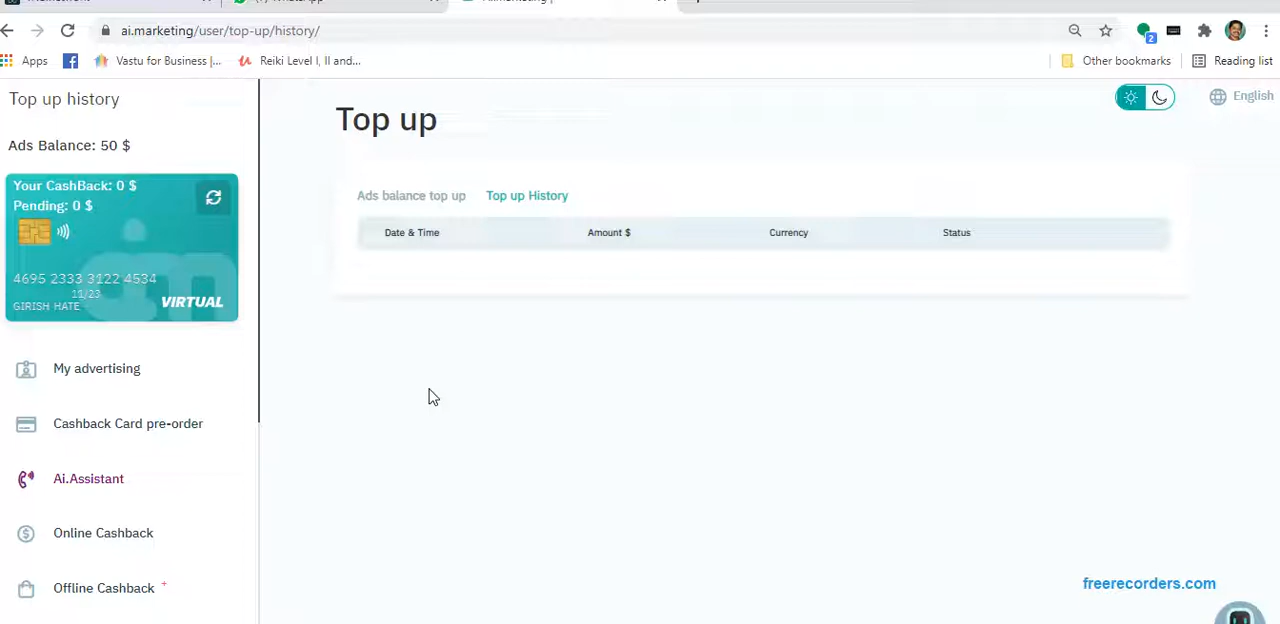 ai.marketing/user/top-up/history/
2
Apps
Vastu for Business |...
Reiki Level I, II and...
Other bookmarks
Reading list
Top up history
Ads Balance: 50 $
Your CashBack: 0 $
Pending: 0 $
4695 2333 3122 4534
11/23
GIRISH HATE
VIRTUAL
My advertising
Cashback Card pre-order
Ai.Assistant
Online Cashback
Offline Cashback +
English
Top up
Ads balance top up
Top up History
Date & Time
Amount $
Currency
Status
freerecorders.com